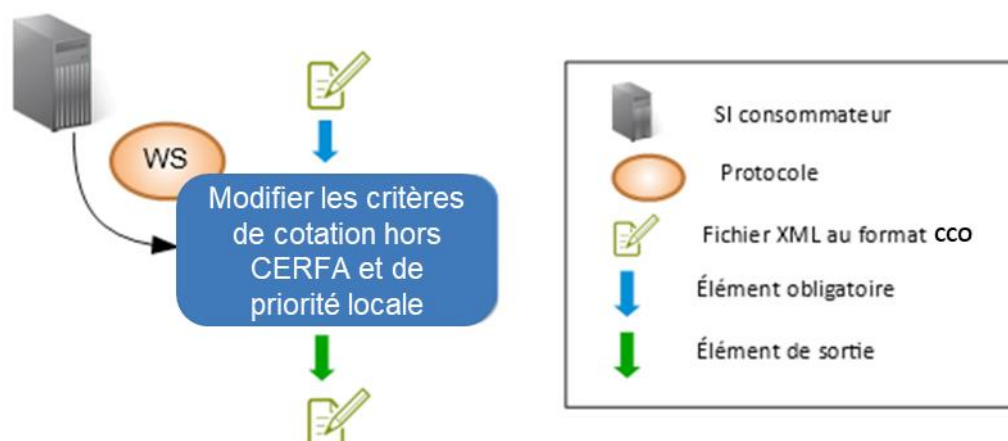 WS
Modifier les critères
de cotation hors
CERFA et de
priorité locale
SI consommateur
Protocole
Fichier XML au format CCO
Élément obligatoire
Élément de sortie